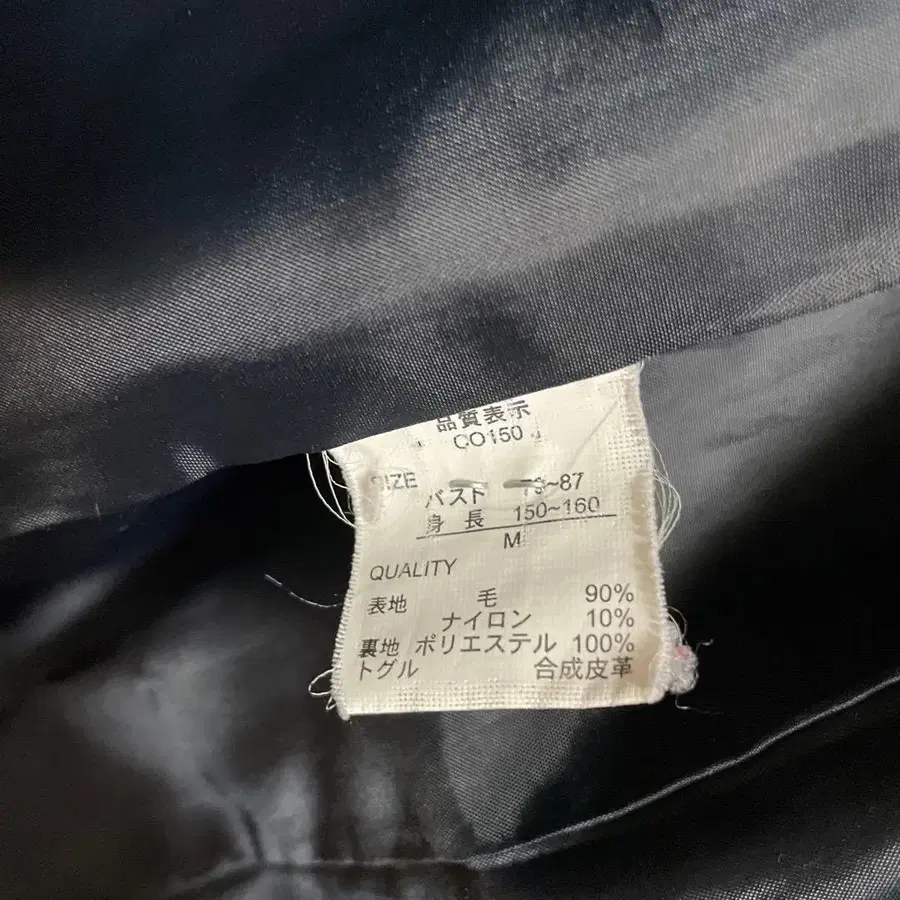 品質表示
CO150
SIZE
バスト ~87
身長 150~160
M
QUALITY
表地 毛 90%
ナイロン 10%
裏地 ポリエステル 100%
トグル 合成皮革